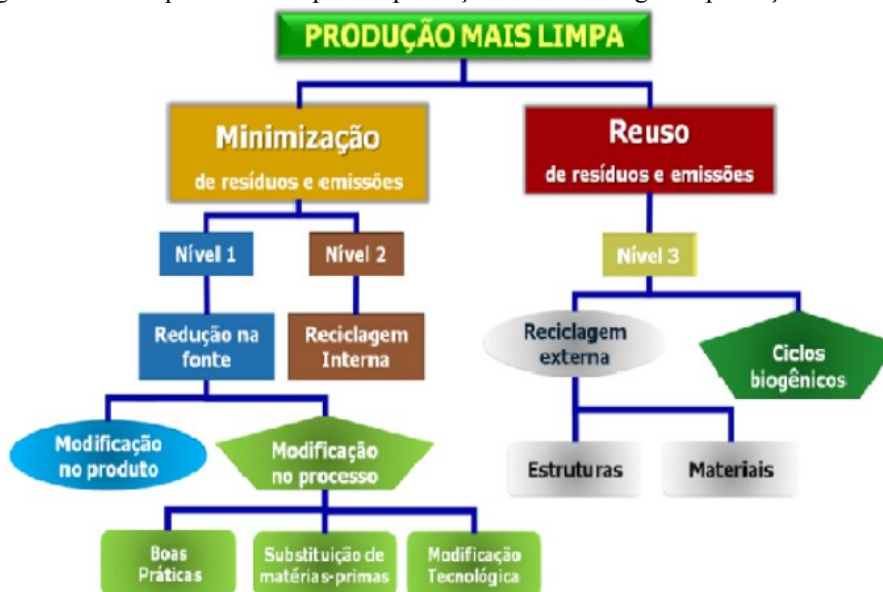 PRODUÇÃO MAIS LIMPA
Minimização
de resíduos e emissões
Reuso
de resíduos e emissões
Nível 1
Nível 2
Nível 3
Redução na
fonte
Reciclagem
Interna
Reciclagem
externa
Ciclos
biogênicos
Modificação
no produto
Modificação
no processo
Estruturas
Materiais
Boas
Práticas
Substituição de
matérias-primas
Modificação
Tecnológica